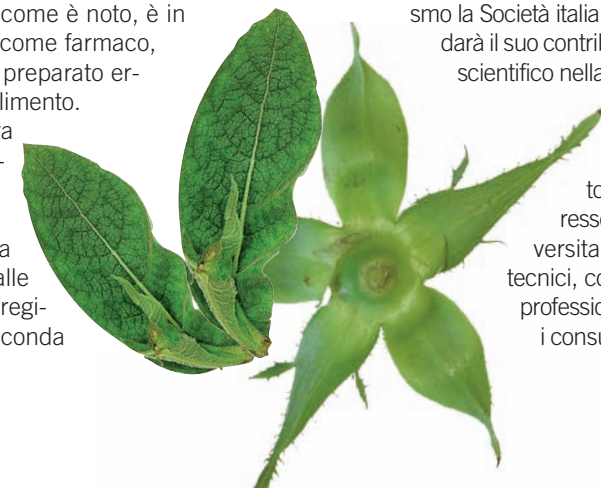 come è noto, è in
come farmaco,
preparato er-
limento.
a
-
a
alle
regi-
conda
smo la Società italia
darà il suo contri
scientifico nella
to
resse
versita
tecnici, co
professio
i consu